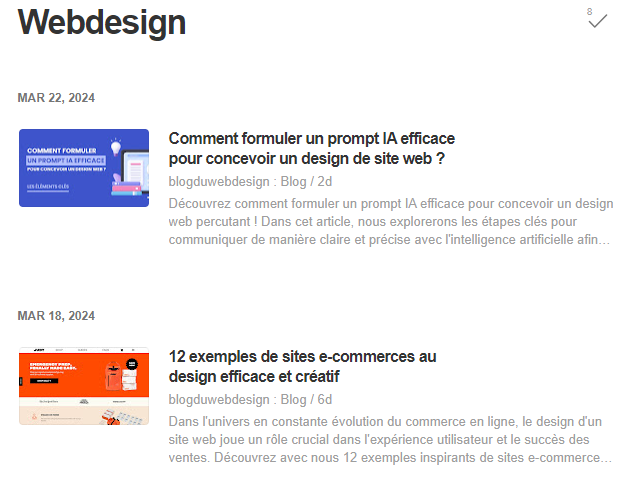 Webdesign
8
MAR 22, 2024
COMMENT FORMULER
UN PROMPT IA EFFICACE
POUR CONCEVOIR UN DESIGN WEB ?
LES ÉLÉMENTS CLÉS
Comment formuler un prompt IA efficace
pour concevoir un design de site web ?
blogduwebdesign : Blog / 2d
Découvrez comment formuler un prompt IA efficace pour concevoir un design
web percutant ! Dans cet article, nous explorerons les étapes clés pour
communiquer de manière claire et précise avec l'intelligence artificielle afin...
MAR 18, 2024
EMERGENCY PREP,
FINALLY MADE EASY.
12 exemples de sites e-commerces au
design efficace et créatif
blogduwebdesign : Blog / 6d
Dans l'univers en constante évolution du commerce en ligne, le design d'un
site web joue un rôle crucial dans l'expérience utilisateur et le succès des
ventes. Découvrez avec nous 12 exemples inspirants de sites e-commerce...